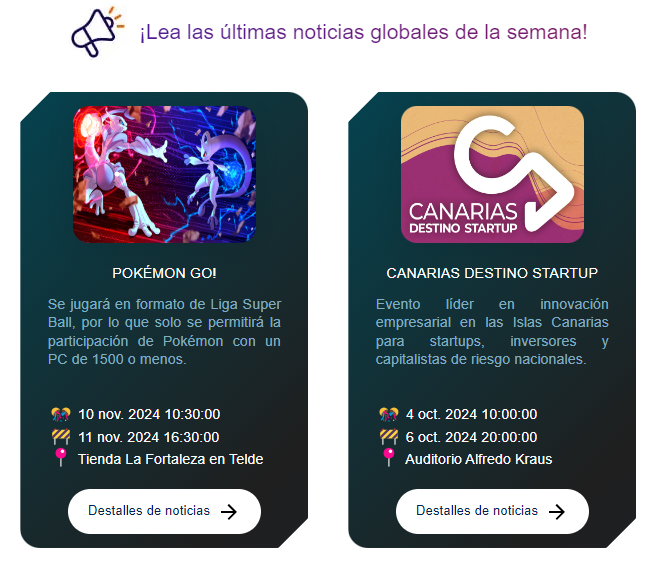 ¡Lea las últimas noticias globales de la semana!
POKÉMON GO!
Se jugará en formato de Liga Super
Ball, por lo que solo se permitirá la
participación de Pokémon con un
PC de 1500 o menos.
10 nov. 2024 10:30:00
11 nov. 2024 16:30:00
Tienda La Fortaleza en Telde
Destalles de noticias
CANARIAS
DESTINO STARTUP
CANARIAS DESTINO STARTUP
Evento líder en innovación
empresarial en las Islas Canarias
para startups, inversores y
capitalistas de riesgo nacionales.
4 oct. 2024 10:00:00
6 oct. 2024 20:00:00
Auditorio Alfredo Kraus
Destalles de noticias